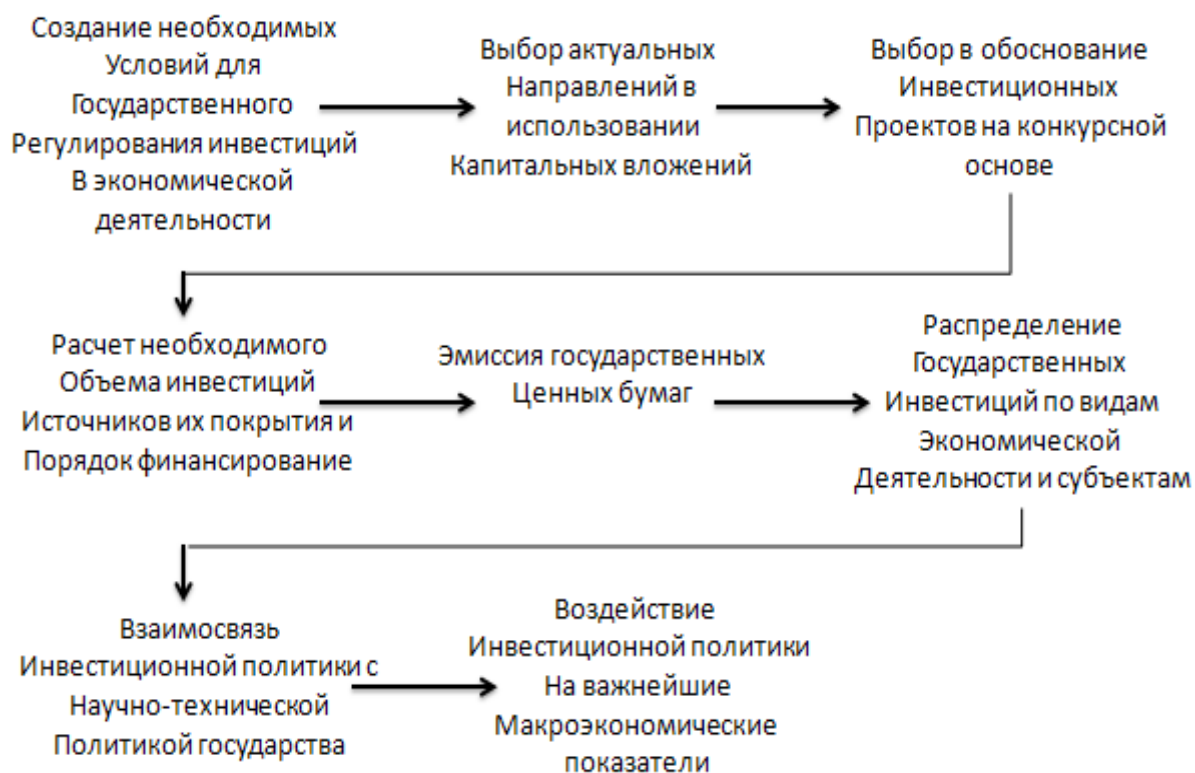 Создание необходимых
Условий для
Государственного
Регулирования инвестиций
В экономической
деятельности
Выбор актуальных
Направлений в
использовании
Капитальных вложений
Выбор в обоснование
Инвестиционных
Проектов на конкурсной
основе
Расчет необходимого
Объема инвестиций
Источников их покрытия и
Порядок финансирование
Эмиссия государственных
Ценных бумаг
Распределение
Государственных
Инвестиций по видам
Экономической
Деятельности и субъектам
Взаимосвязь
Инвестиционной политики с
Научно-технической
Политикой государства
Воздействие
Инвестиционной политики
На важнейшие
Макроэкономические
показатели